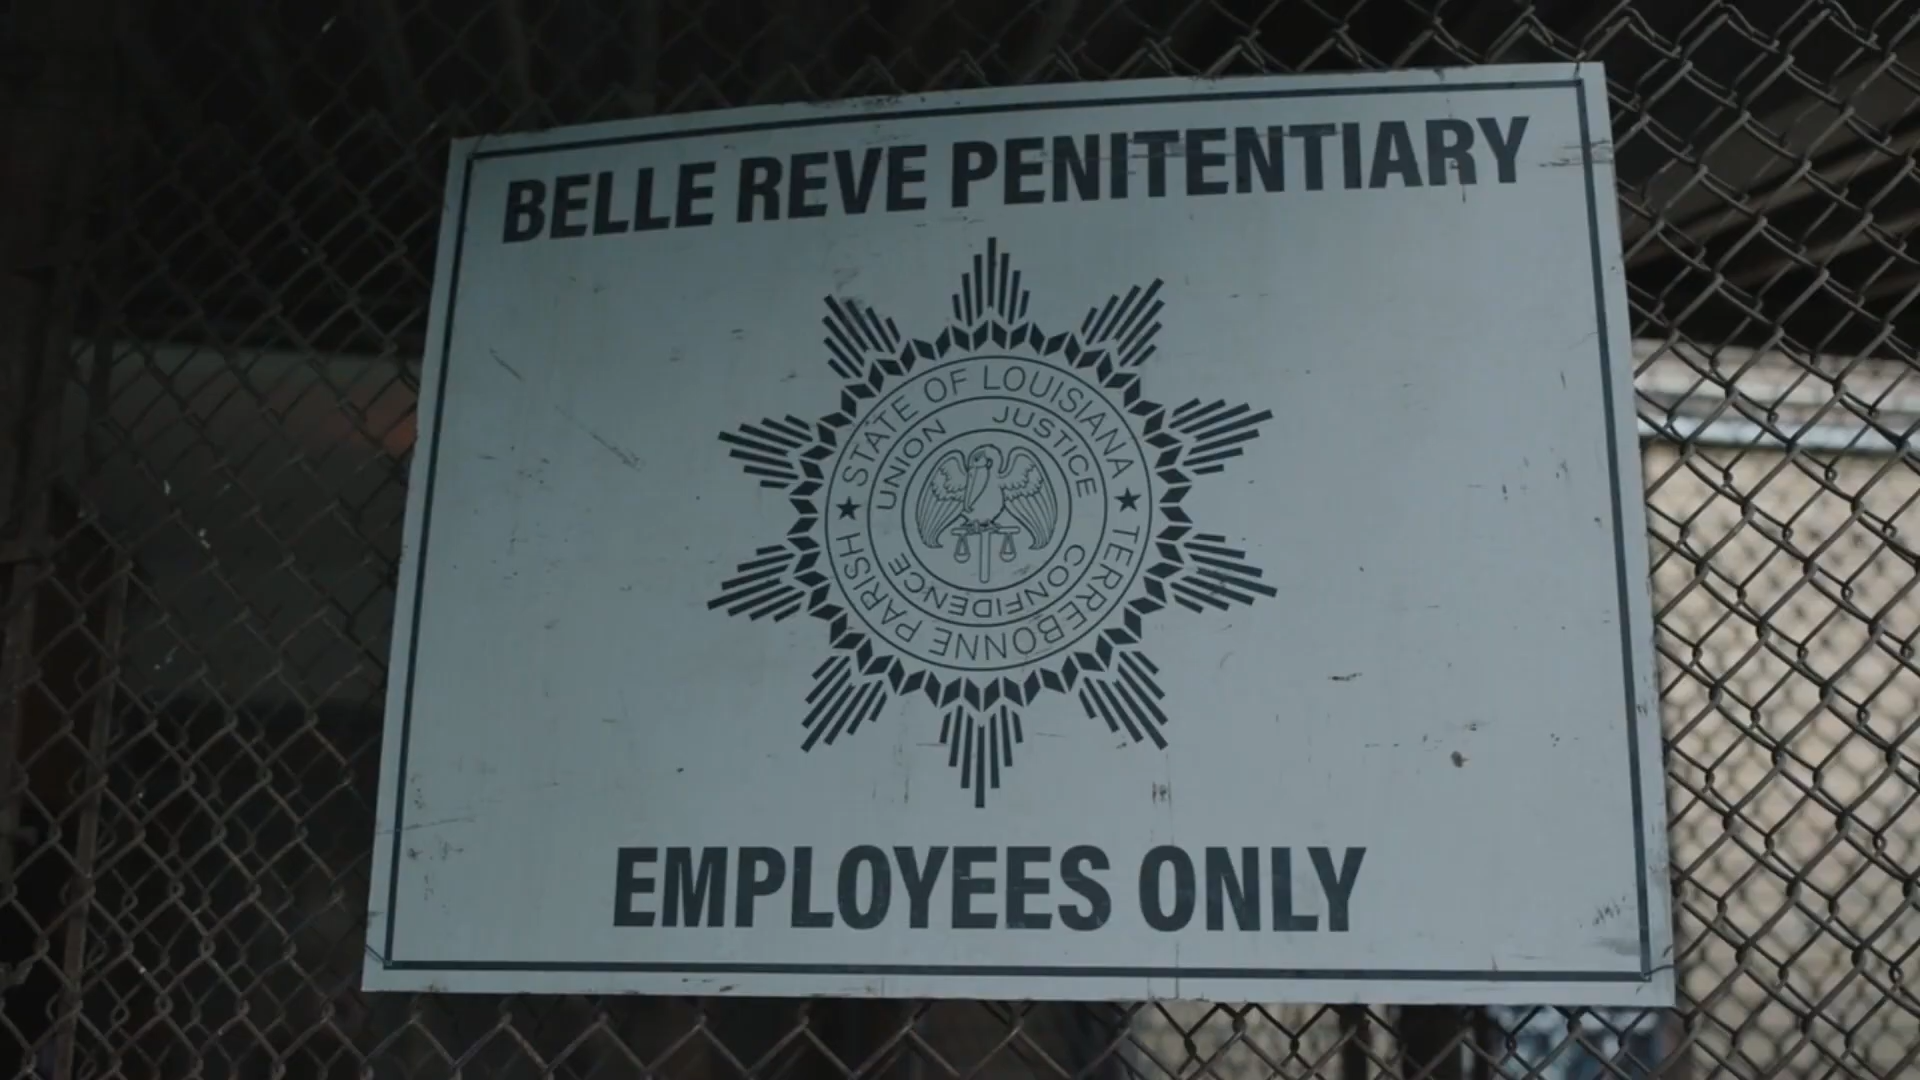 BELLE REVE PENITENTIARY
★ STATE OF LOUISIANA ★
TERREBONNE PARISH
UNION JUSTICE
CONFIDENCE
EMPLOYEES ONLY